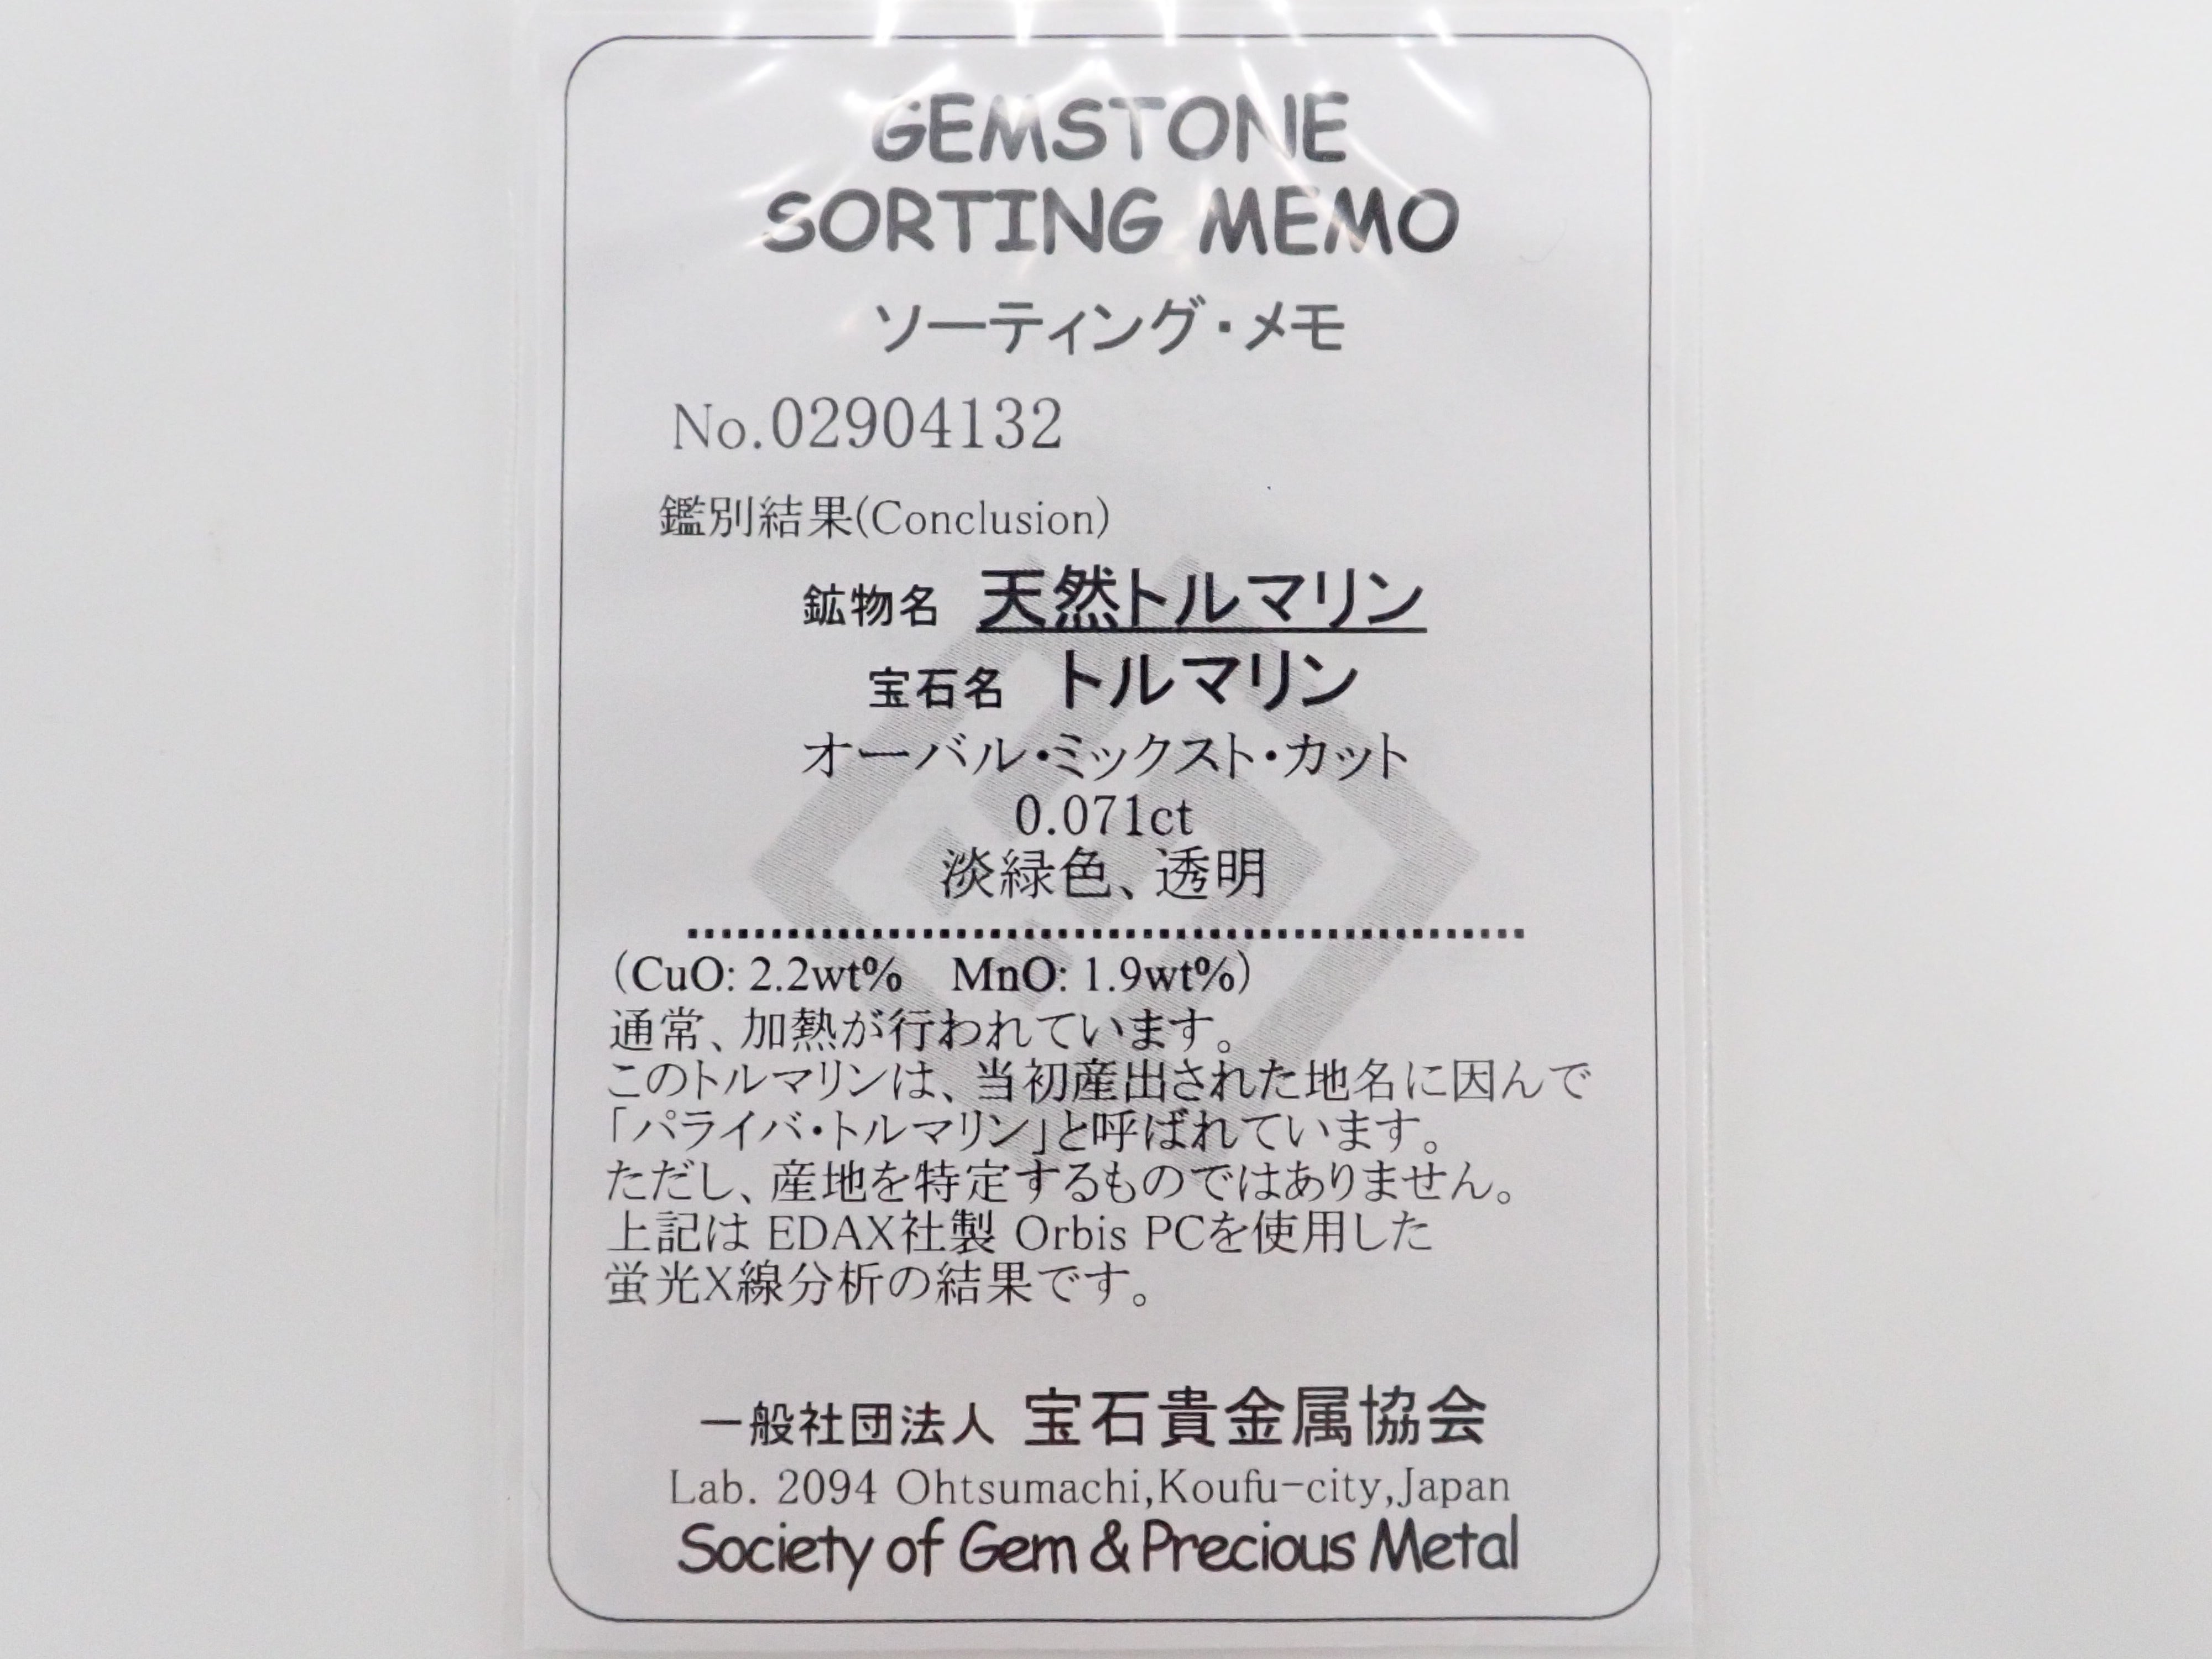 GEMSTONE
SORTING MEMO
ソーティング・メモ
No.02904132
鑑別結果(Conclusion)
鉱物名 天然トルマリン
宝石名 トルマリン
オーバル・ミックスト・カット
0.071ct
淡緑色、透明
(CuO: 2.2wt% MnO: 1.9wt%)
通常、加熱が行われています。
このトルマリンは、当初産出された地名に因んで
「パライバ・トルマリン」と呼ばれています。
ただし、産地を特定するものではありません。
上記は EDAX社製 Orbis PCを使用した
蛍光X線分析の結果です。
一般社団法人 宝石貴金属協会
Lab. 2094 Ohtsumachi,Koufu-city,Japan
Society of Gem & Precious Metal